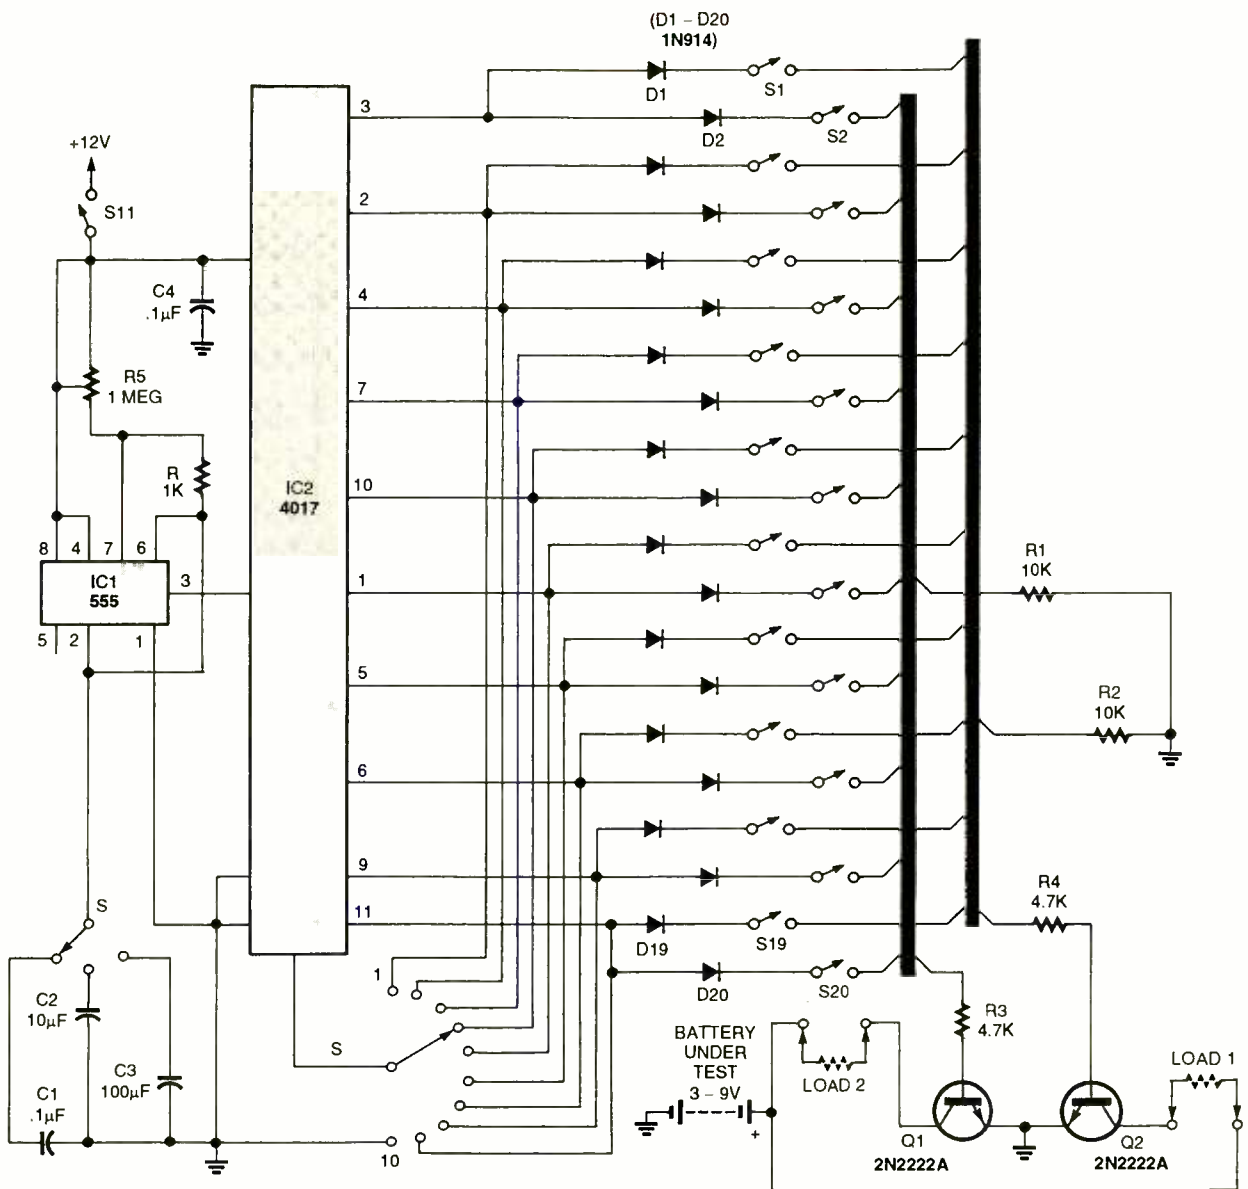 (D1 – D20
1N914)
D1
S1
D2
S2
+12V
S11
C4
.1µF
R5
1 MEG
R
1K
8
4
7
6
IC1
555
3
5
2
1
IC2
4017
3
2
4
7
10
1
5
6
9
11
R1
10K
R2
10K
R4
4.7K
D19
S19
D20
S20
R3
4.7K
S
C2
10µF
C3
100µF
C1
.1µF
1
S
10
BATTERY
UNDER
TEST
3 – 9V
+
LOAD 2
LOAD 1
Q1
2N2222A
Q2
2N2222A